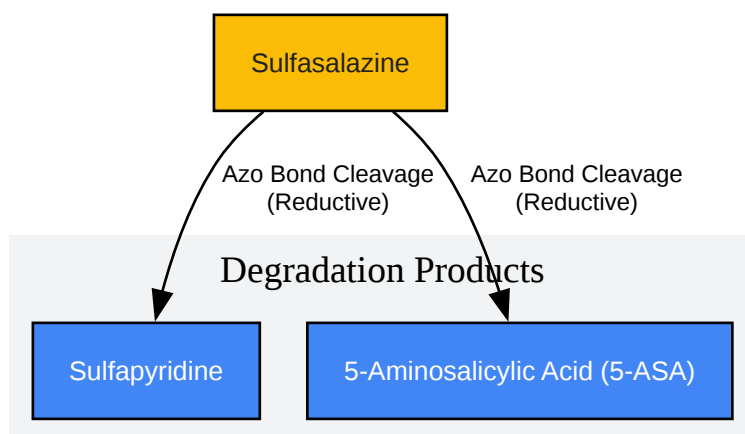 Sulfasalazine
Azo Bond Cleavage
(Reductive)
Azo Bond Cleavage
(Reductive)
Degradation Products
Sulfapyridine
5-Aminosalicylic Acid (5-ASA)